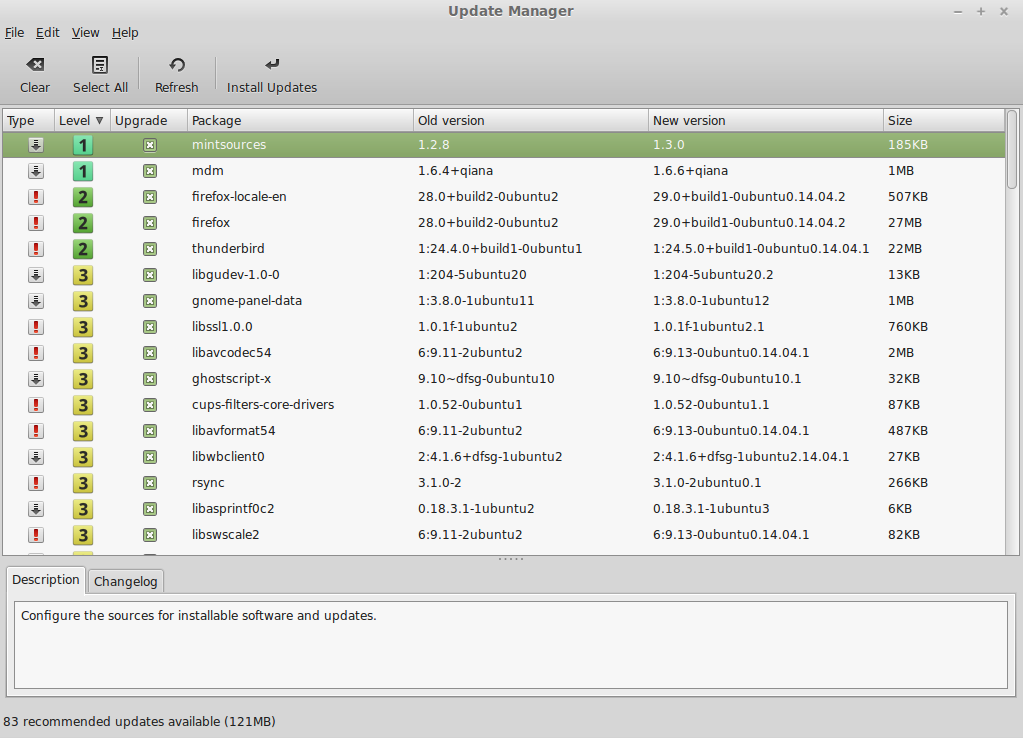 Update Manager
File Edit View Help
Clear Select All Refresh Install Updates
Type Level Upgrade Package Old version New version Size
1 mintsources 1.2.8 1.3.0 185KB
1 mdm 1.6.4+qiana 1.6.6+qiana 1MB
2 firefox-locale-en 28.0+build2-0ubuntu2 29.0+build1-0ubuntu0.14.04.2 507KB
2 firefox 28.0+build2-0ubuntu2 29.0+build1-0ubuntu0.14.04.2 27MB
2 thunderbird 1:24.4.0+build1-0ubuntu1 1:24.5.0+build1-0ubuntu0.14.04.1 22MB
3 libgudev-1.0-0 1:204-5ubuntu20 1:204-5ubuntu20.2 13KB
3 gnome-panel-data 1:3.8.0-1ubuntu11 1:3.8.0-1ubuntu12 1MB
3 libssl1.0.0 1.0.1f-1ubuntu2 1.0.1f-1ubuntu2.1 760KB
3 libavcodec54 6:9.11-2ubuntu2 6:9.13-0ubuntu0.14.04.1 2MB
3 ghostscript-x 9.10~dfsg-0ubuntu10 9.10~dfsg-0ubuntu10.1 32KB
3 cups-filters-core-drivers 1.0.52-0ubuntu1 1.0.52-0ubuntu1.1 87KB
3 libavformat54 6:9.11-2ubuntu2 6:9.13-0ubuntu0.14.04.1 487KB
3 libwbclient0 2:4.1.6+dfsg-1ubuntu2 2:4.1.6+dfsg-1ubuntu2.14.04.1 27KB
3 rsync 3.1.0-2 3.1.0-2ubuntu0.1 266KB
3 libasprintf0c2 0.18.3.1-1ubuntu2 0.18.3.1-1ubuntu3 6KB
3 libswscale2 6:9.11-2ubuntu2 6:9.13-0ubuntu0.14.04.1 82KB
Description Changelog
Configure the sources for installable software and updates.
83 recommended updates available (121MB)